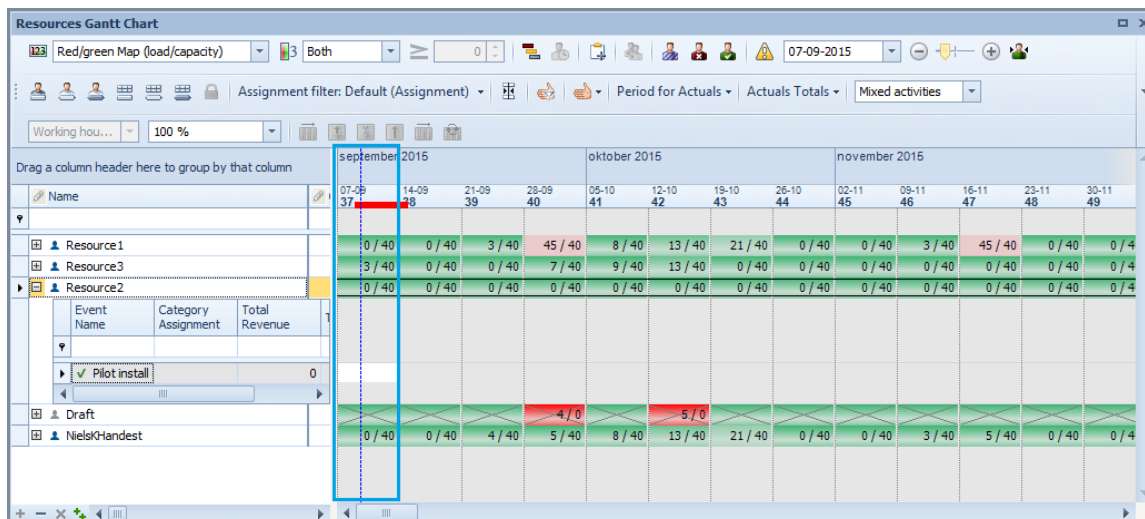 Resources Gantt Chart
123 Red/green Map (load/capacity) 3 Both ≥ 0 07-09-2015
Assignment filter: Default (Assignment) Period for Actuals Actuals Totals Mixed activities
Working hou... 100 %
Drag a column header here to group by that column
september 2015 oktober 2015 november 2015
Name
07-09 14-09 21-09 28-09 05-10 12-10 19-10 26-10 02-11 09-11 16-11 23-11 30-11
37 38 39 40 41 42 43 44 45 46 47 48 49
Resource1 0 / 40 0 / 40 3 / 40 45 / 40 8 / 40 13 / 40 21 / 40 0 / 40 0 / 40 3 / 40 45 / 40 0 / 40 0 / 4
Resource3 3 / 40 0 / 40 0 / 40 7 / 40 9 / 40 13 / 40 0 / 40 0 / 40 0 / 40 0 / 40 0 / 40 0 / 40 0 / 4
Resource2 0 / 40 0 / 40 0 / 40 0 / 40 0 / 40 0 / 40 0 / 40 0 / 40 0 / 40 0 / 40 0 / 40 0 / 40 0 / 4
Event Category Total
Name Assignment Revenue T
Pilot install 0
Draft 4 / 0 5 / 0
NielsKHandest 0 / 40 0 / 40 4 / 40 5 / 40 8 / 40 13 / 40 21 / 40 0 / 40 0 / 40 3 / 40 5 / 40 0 / 40 0 / 4